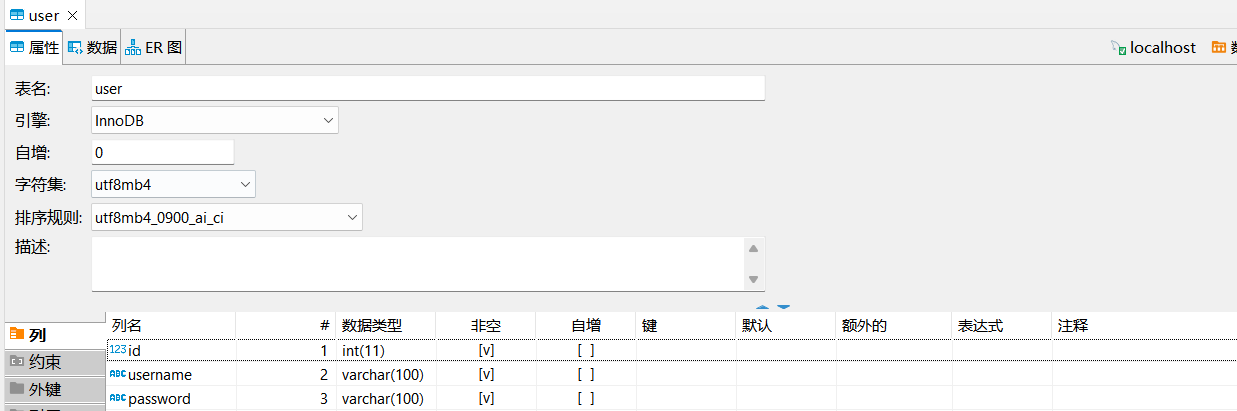 user
属性 数据 ER 图 localhost
表名: user
引擎: InnoDB
自增: 0
字符集: utf8mb4
排序规则: utf8mb4_0900_ai_ci
描述:
列 列名 # 数据类型 非空 自增 键 默认 额外的 表达式 注释
123 id 1 int(11) [v] [ ]
约束
ABC username 2 varchar(100) [v] [ ]
外键
ABC password 3 varchar(100) [v] [ ]